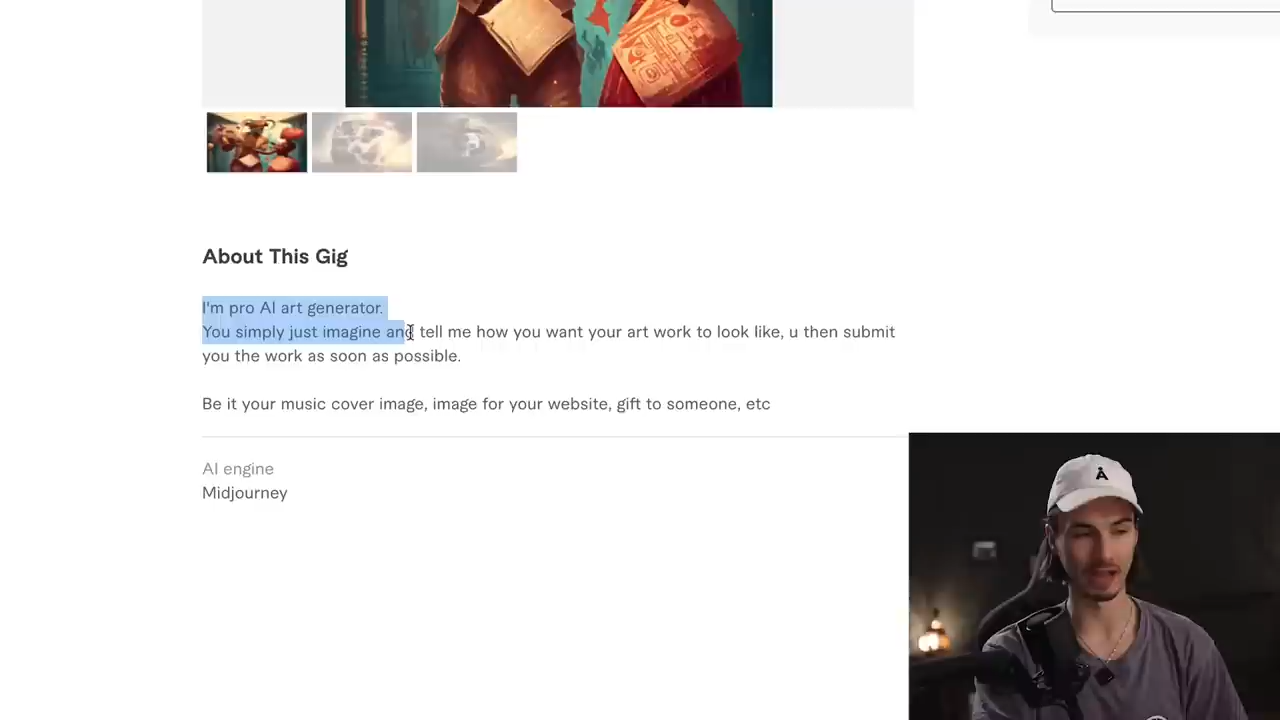 About This Gig
I'm pro AI art generator.
You simply just imagine and tell me how you want your art work to look like, u then submit
you the work as soon as possible.
Be it your music cover image, image for your website, gift to someone, etc
AI engine
Midjourney
Å